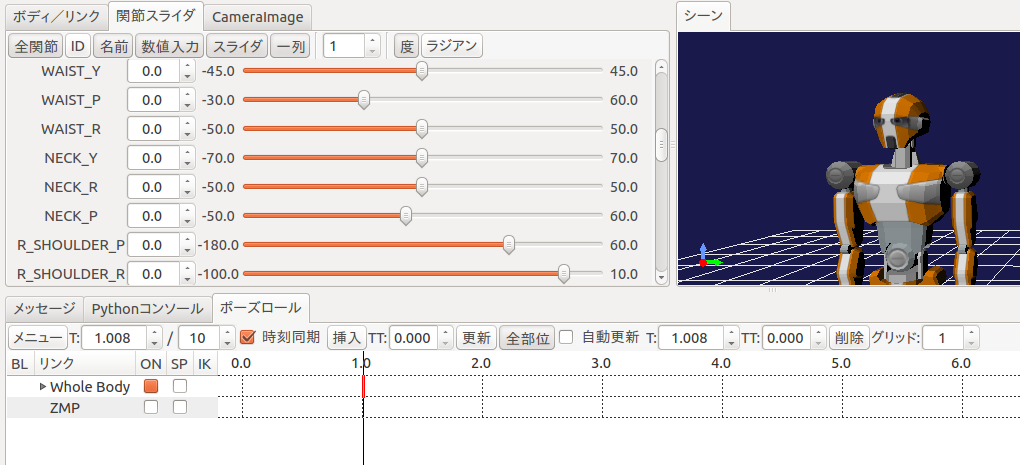 ボディ／リンク 関節スライダ CameraImage シーン
全関節 ID 名前 数値入力 スライダ 一列 1 度 ラジアン
WAIST_Y 0.0 -45.0 45.0
WAIST_P 0.0 -30.0 60.0
WAIST_R 0.0 -50.0 50.0
NECK_Y 0.0 -70.0 70.0
NECK_R 0.0 -50.0 50.0
NECK_P 0.0 -50.0 60.0
R_SHOULDER_P 0.0 -180.0 60.0
R_SHOULDER_R 0.0 -100.0 10.0
メッセージ Pythonコンソール ポーズロール
メニュー T: 1.008 / 10 時刻同期 挿入 TT: 0.000 更新 全部位 自動更新 T: 1.008 TT: 0.000 削除 グリッド: 1
BL リンク ON SP IK 0.0 1.0 2.0 3.0 4.0 5.0 6.0
Whole Body
ZMP